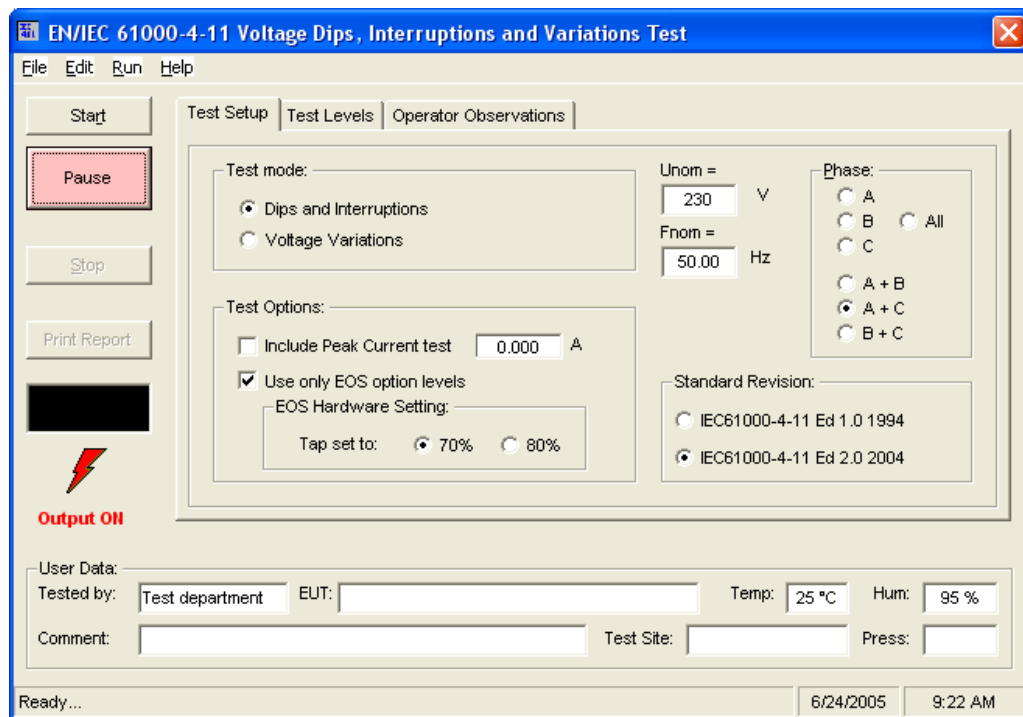 EN/IEC 61000-4-11 Voltage Dips, Interruptions and Variations Test
File Edit Run Help
Start
Pause
Stop
Print Report
Output ON
Test Setup Test Levels Operator Observations
Test mode:
Dips and Interruptions
Voltage Variations
Unom =
230 V
Fnom =
50.00 Hz
Phase:
A
B All
C
A + B
A + C
B + C
Test Options:
Include Peak Current test 0.000 A
Use only EOS option levels
EOS Hardware Setting:
Tap set to: 70% 80%
Standard Revision:
IEC61000-4-11 Ed 1.0 1994
IEC61000-4-11 Ed 2.0 2004
User Data:
Tested by: Test department EUT: Temp: 25 °C Hum: 95 %
Comment: Test Site: Press:
Ready... 6/24/2005 9:22 AM